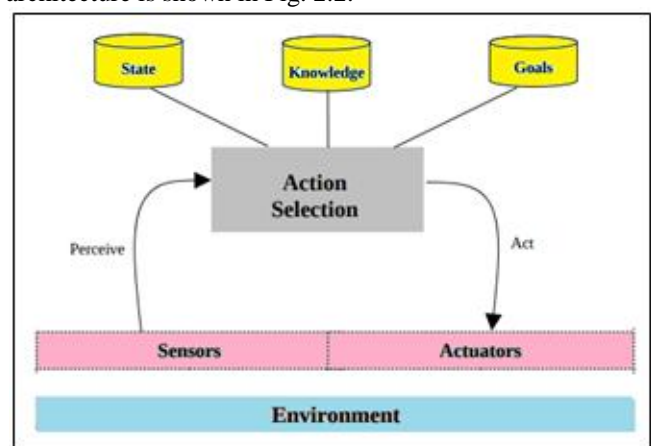 architecture is shown in Fig. 2.2.
State
Knowledge
Goals
Action
Selection
Perceive
Act
Sensors
Actuators
Environment